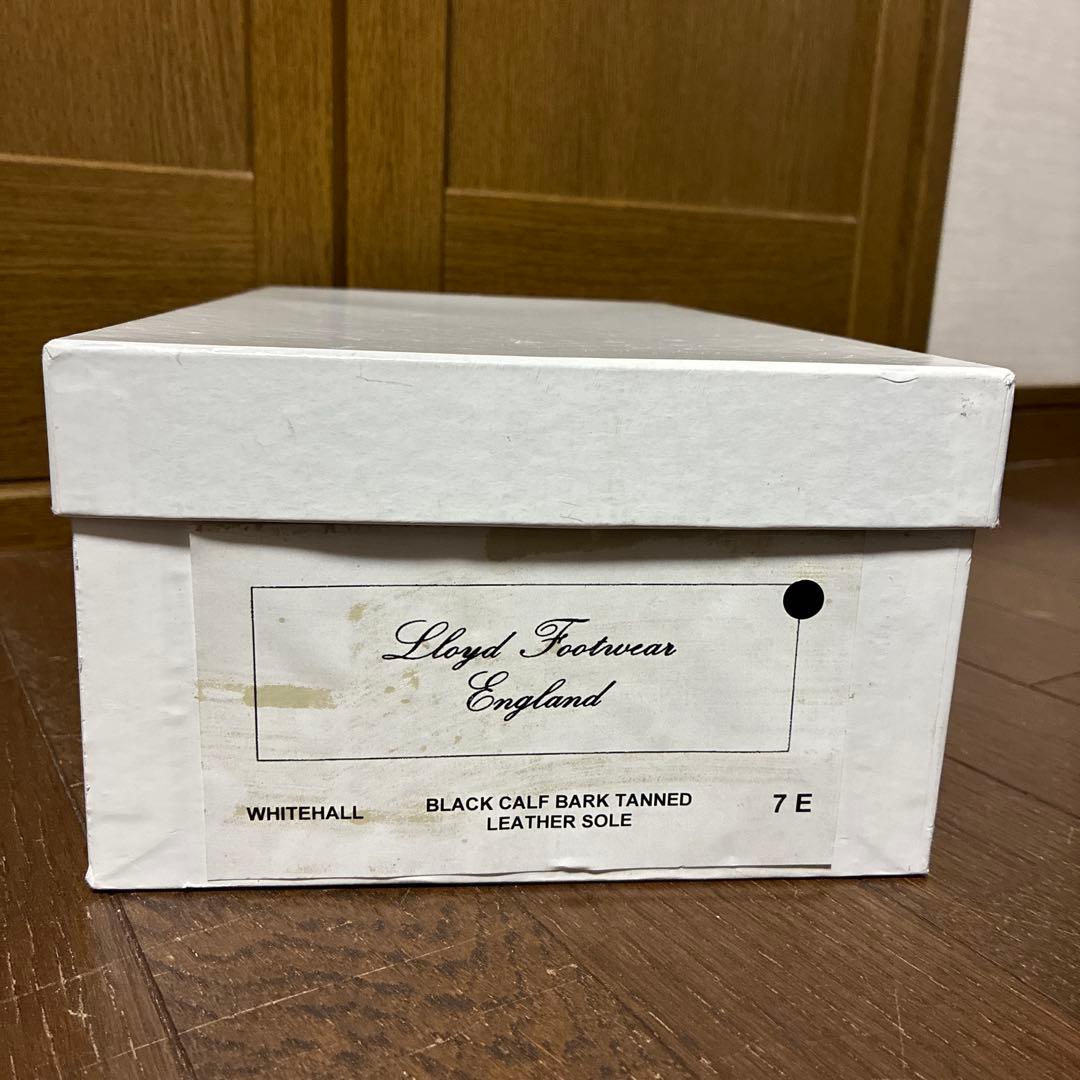 Lloyd Footwear
England
WHITEHALL BLACK CALF BARK TANNED 7 E
LEATHER SOLE